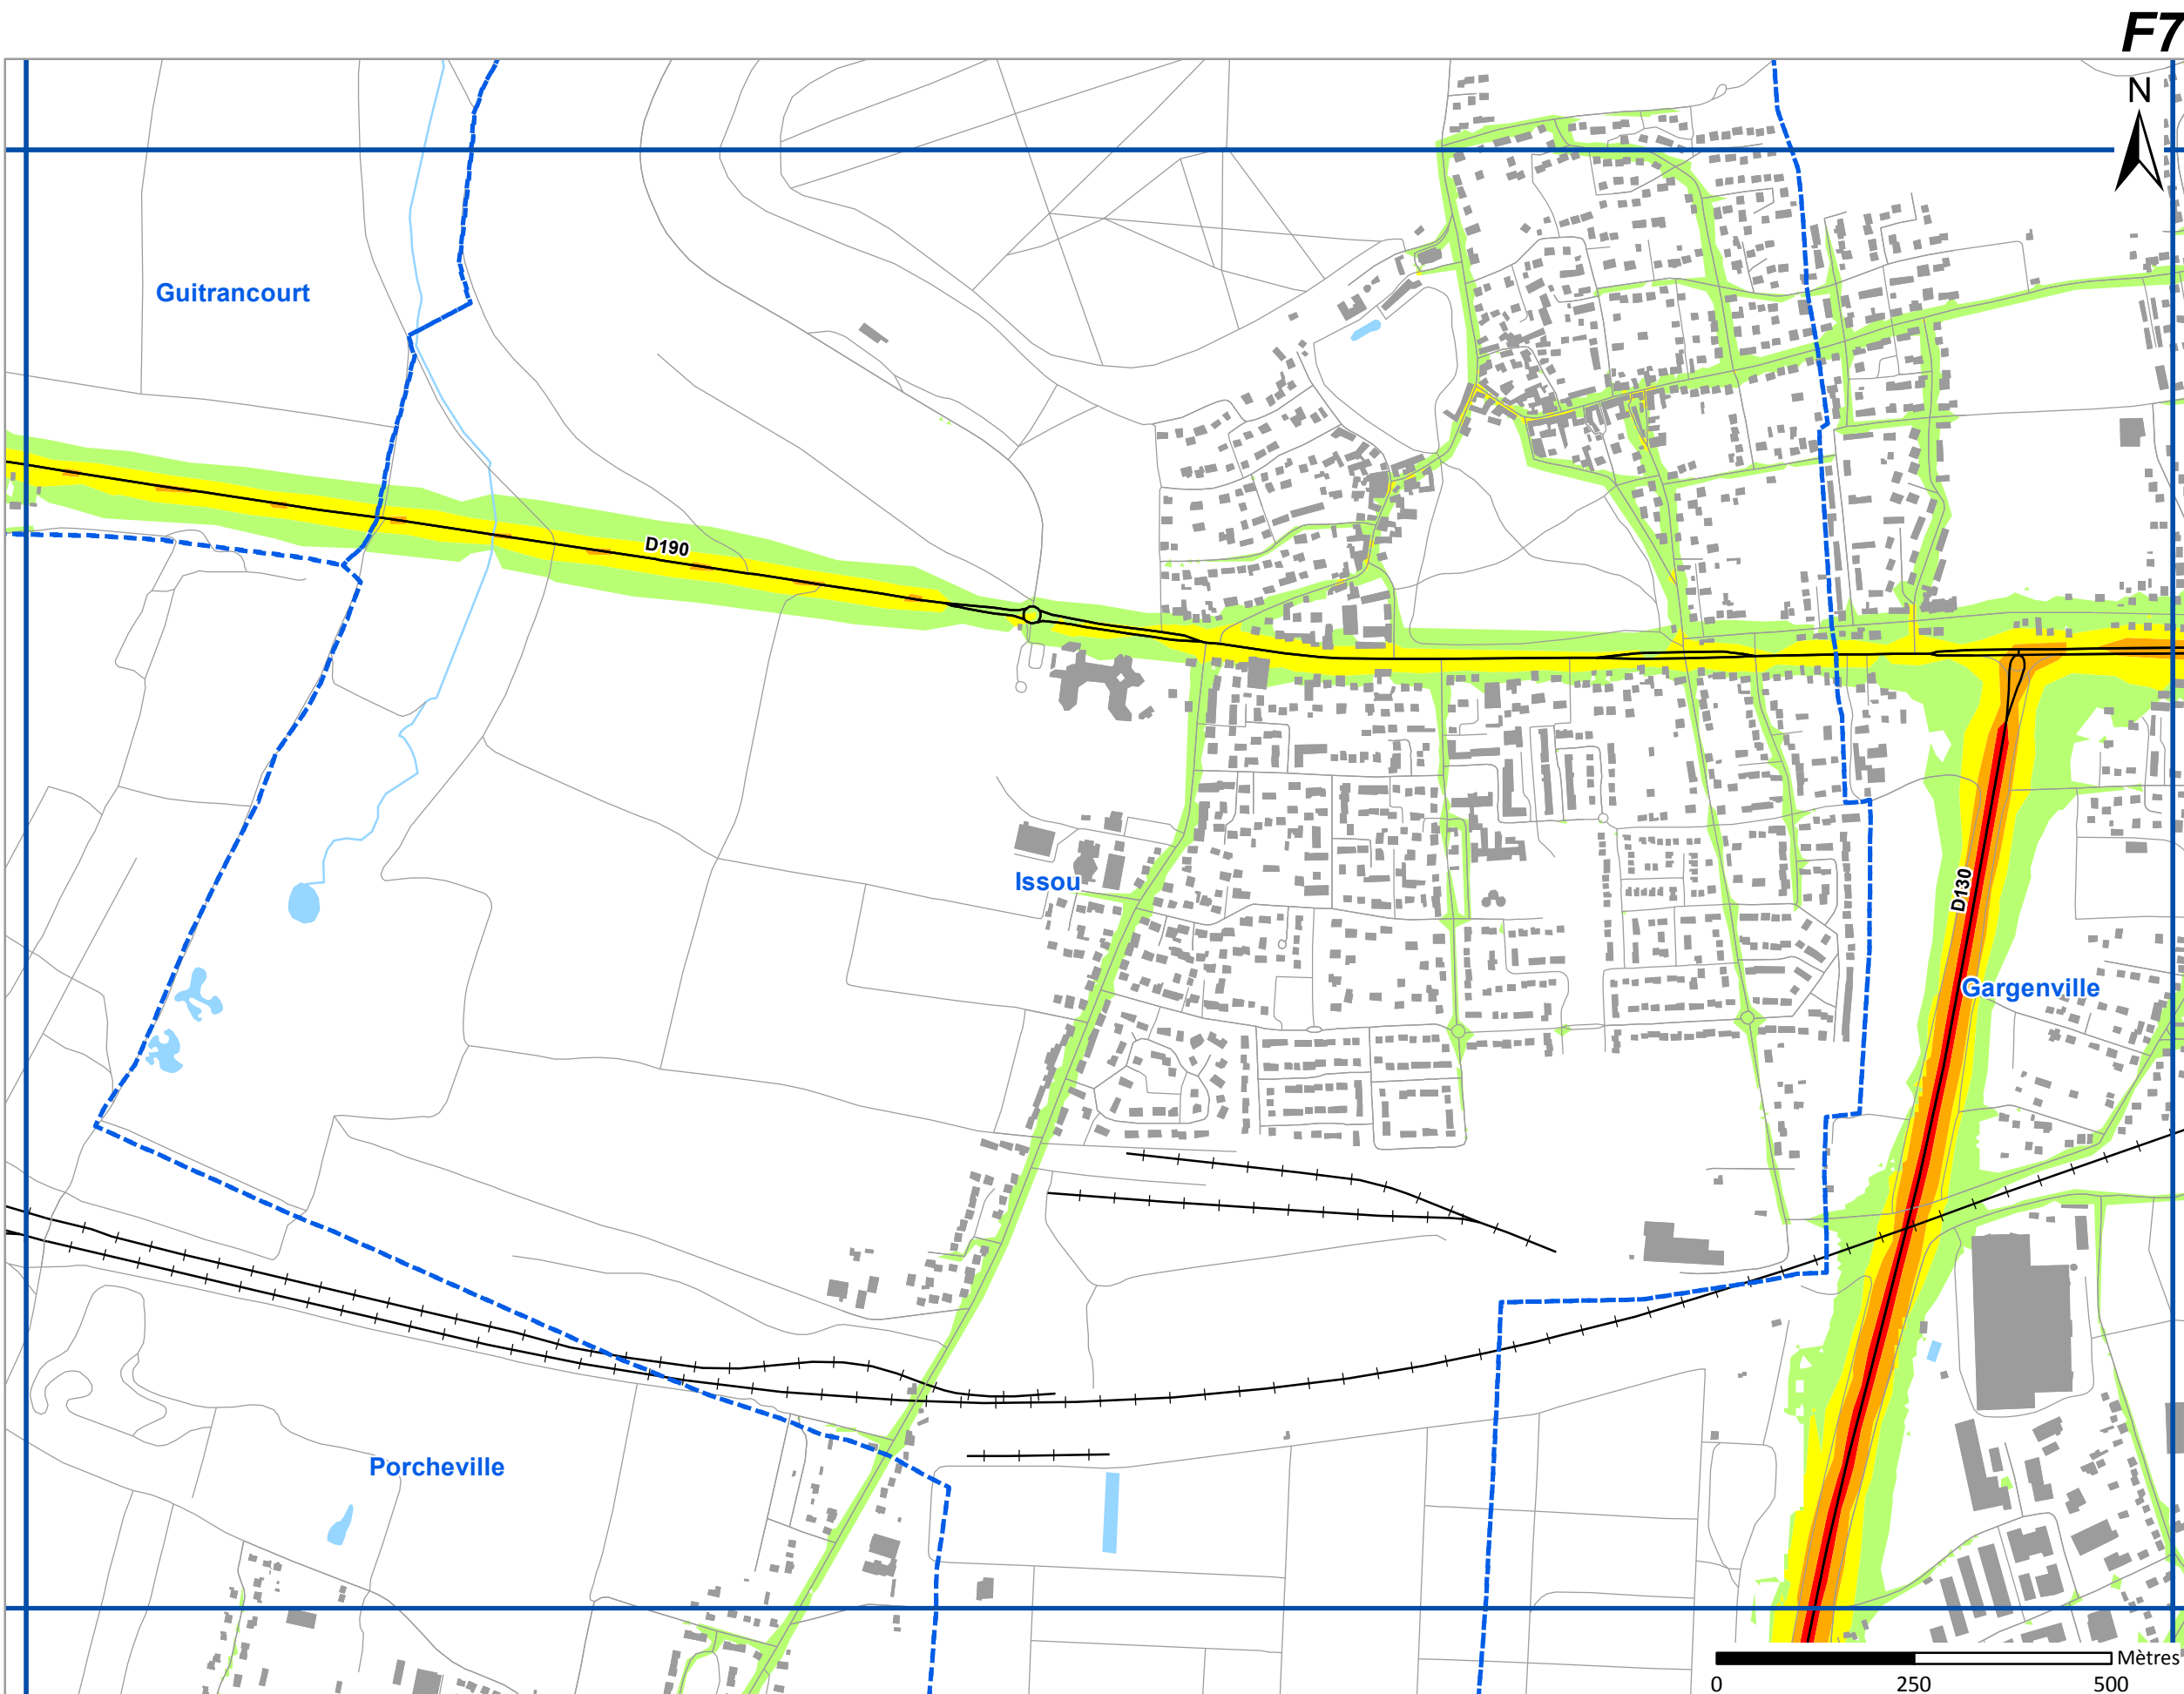 F7
N
Guitrancourt
D190
Issou
D130
Gargenville
Porcheville
Mètres
0 250 500